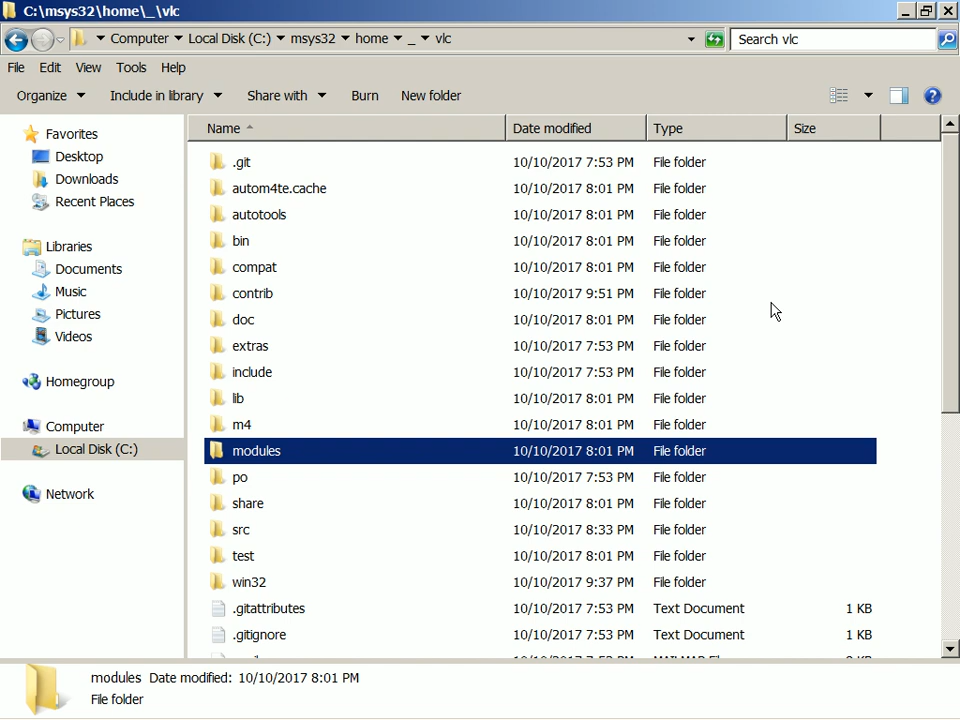 C:\msys32\home\_\vlc
Computer Local Disk (C:) msys32 home _ vlc
Search vlc
File Edit View Tools Help
Organize Include in library Share with Burn New folder
Name Date modified Type Size
Favorites
Desktop
Downloads
Recent Places
Libraries
Documents
Music
Pictures
Videos
Homegroup
Computer
Local Disk (C:)
Network
.git 10/10/2017 7:53 PM File folder
autom4te.cache 10/10/2017 8:01 PM File folder
autotools 10/10/2017 8:01 PM File folder
bin 10/10/2017 8:01 PM File folder
compat 10/10/2017 8:01 PM File folder
contrib 10/10/2017 9:51 PM File folder
doc 10/10/2017 8:01 PM File folder
extras 10/10/2017 7:53 PM File folder
include 10/10/2017 7:53 PM File folder
lib 10/10/2017 8:01 PM File folder
m4 10/10/2017 8:01 PM File folder
modules 10/10/2017 8:01 PM File folder
po 10/10/2017 7:53 PM File folder
share 10/10/2017 8:01 PM File folder
src 10/10/2017 8:33 PM File folder
test 10/10/2017 8:01 PM File folder
win32 10/10/2017 9:37 PM File folder
.gitattributes 10/10/2017 7:53 PM Text Document 1 KB
.gitignore 10/10/2017 7:53 PM Text Document 1 KB
modules Date modified: 10/10/2017 8:01 PM
File folder